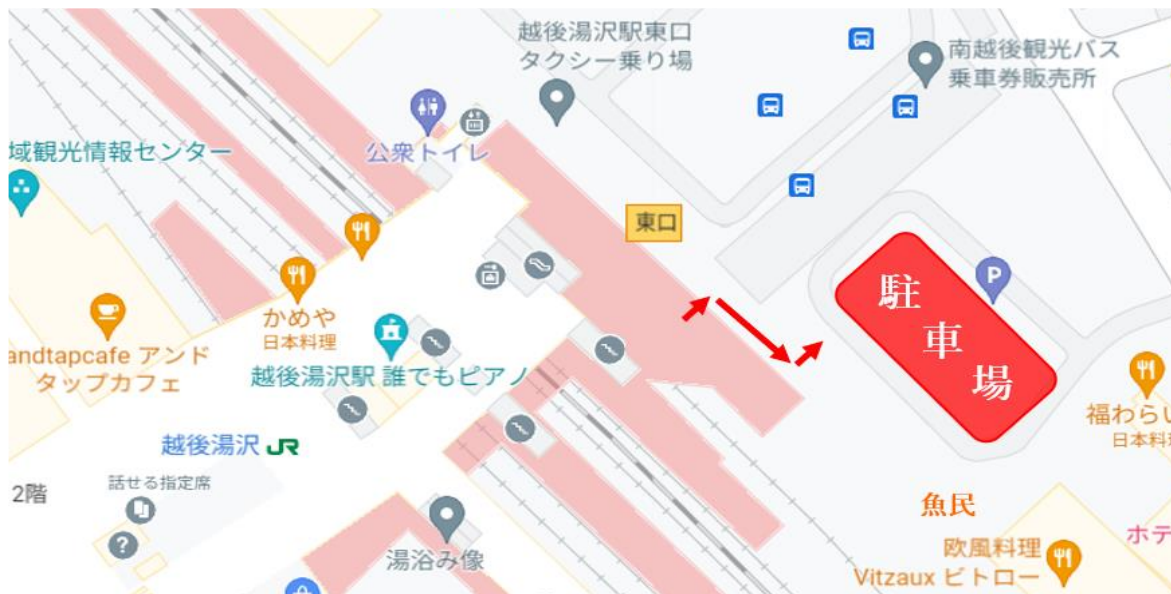 越後湯沢駅東口
タクシー乗り場
南越後観光バス
乗車券販売所
公衆トイレ
域観光情報センター
東口
駐車場
P
かめや
日本料理
andtapcafe アンド
タップカフェ
越後湯沢駅 誰でもピアノ
福わらい
日本料理
越後湯沢 JR
2階
話せる指定席
?
湯浴み像
魚民
欧風料理
Vitzaux ビトロー
ホテ